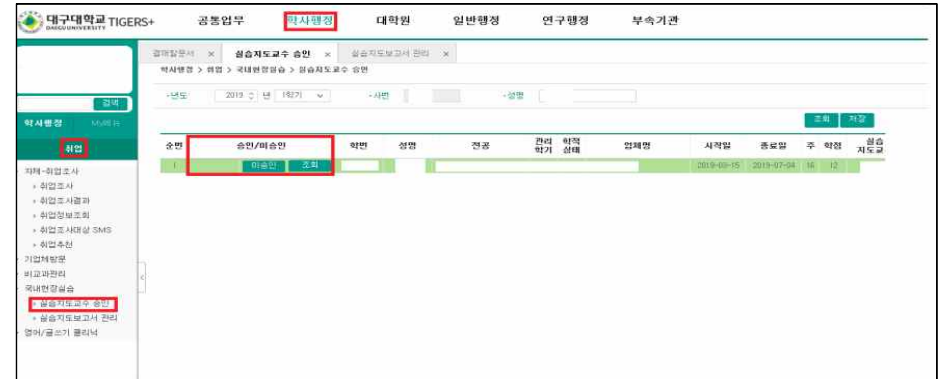 대구대학교 TIGERS+
DAEGU UNIVERSITY
공통업무 학사행정 대학원 일반행정 연구행정 부속기관
결재할문서 × 실습지도교수 승인 × 실습지도보고서 관리 ×
학사행정 > 취업 > 국내현장실습 > 실습지도교수 승인
년도 2019 년 1학기 사번 성명
검색
조회 저장
학사행정
취업
순번 승인/미승인 학번 성명 전공 관리학기 학적상태 업체명 시작일 종료일 주 학점 실습지도교
1 미승인 조회 2019-07-04 16 12
취업조사
취업조사결과
취업정보조회
취업조사대상 SMS
취업추천
기업체방문
비교과관리
국내현장실습
실습지도교수 승인
실습지도보고서 관리
영어/글쓰기 클리닉